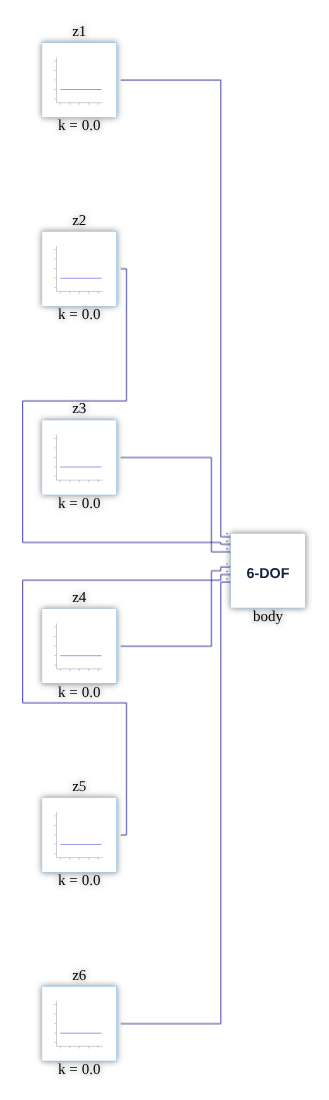 z1
k = 0.0
z2
k = 0.0
z3
k = 0.0
6-DOF
body
z4
k = 0.0
z5
k = 0.0
z6
k = 0.0